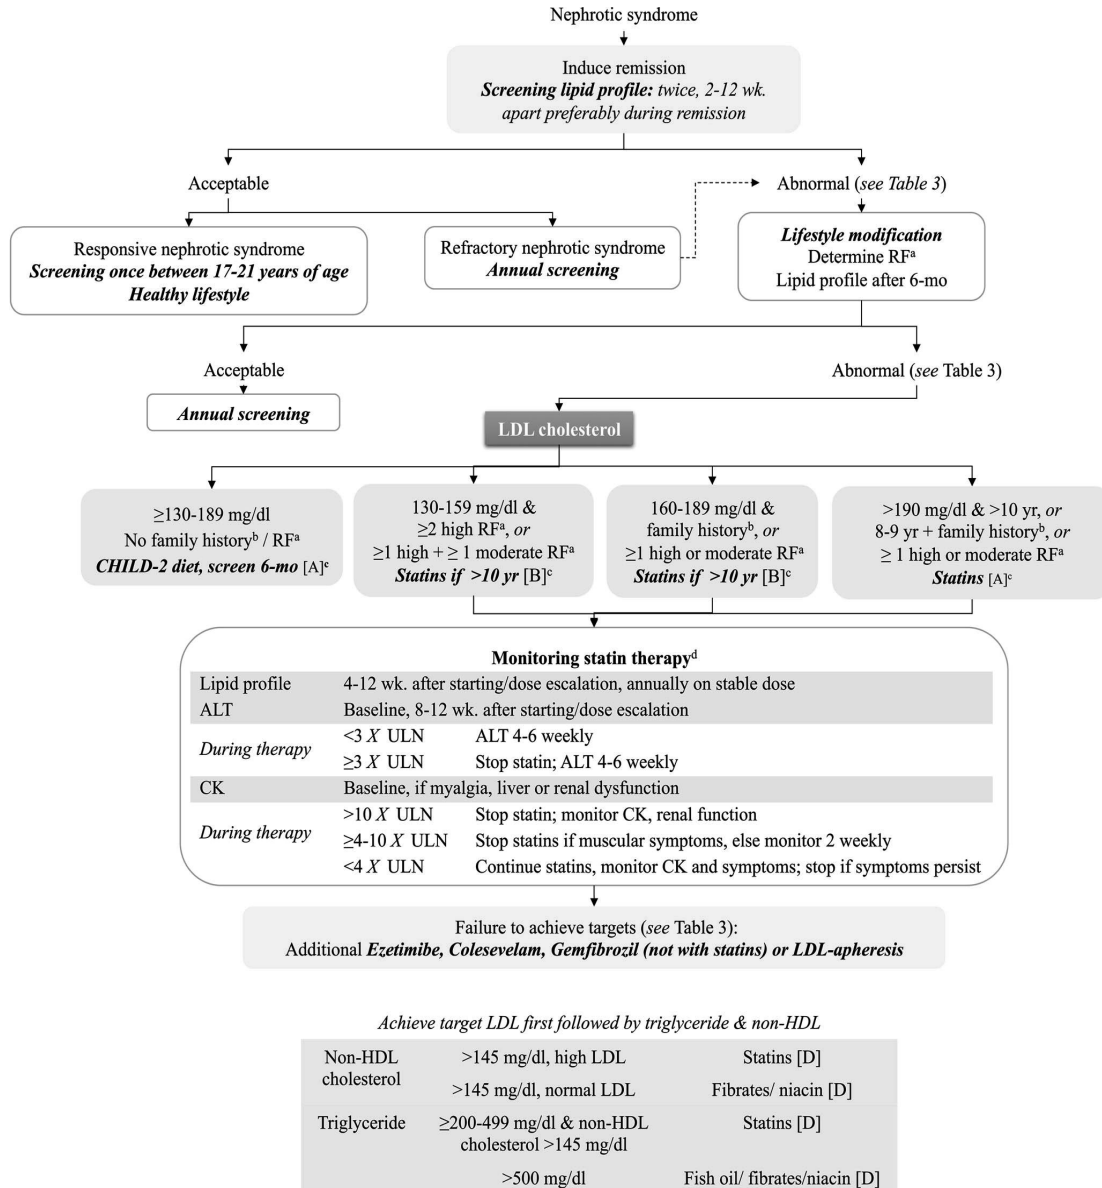 Nephrotic syndrome
Induce remission
Screening lipid profile: twice, 2-12 wk.
apart preferably during remission
Acceptable
Abnormal (see Table 3)
Responsive nephrotic syndrome
Screening once between 17-21 years of age
Healthy lifestyle
Refractory nephrotic syndrome
Annual screening
Lifestyle modification
Determine RFᵃ
Lipid profile after 6-mo
Acceptable
Abnormal (see Table 3)
Annual screening
LDL cholesterol
≥130-189 mg/dl
No family historyᵇ / RFᵃ
CHILD-2 diet, screen 6-mo [A]ᶜ
130-159 mg/dl &
≥2 high RFᵃ, or
≥1 high + ≥ 1 moderate RFᵃ
Statins if >10 yr [B]ᶜ
160-189 mg/dl &
family historyᵇ, or
≥1 high or moderate RFᵃ
Statins if >10 yr [B]ᶜ
>190 mg/dl & >10 yr, or
8-9 yr + family historyᵇ, or
≥ 1 high or moderate RFᵃ
Statins [A]ᶜ
Monitoring statin therapyᵈ
Lipid profile 4-12 wk. after starting/dose escalation, annually on stable dose
ALT Baseline, 8-12 wk. after starting/dose escalation
During therapy
<3 X ULN ALT 4-6 weekly
≥3 X ULN Stop statin; ALT 4-6 weekly
CK Baseline, if myalgia, liver or renal dysfunction
During therapy
>10 X ULN Stop statin; monitor CK, renal function
≥4-10 X ULN Stop statins if muscular symptoms, else monitor 2 weekly
<4 X ULN Continue statins, monitor CK and symptoms; stop if symptoms persist
Failure to achieve targets (see Table 3):
Additional Ezetimibe, Colesevelam, Gemfibrozil (not with statins) or LDL-apheresis
Achieve target LDL first followed by triglyceride & non-HDL
Non-HDL >145 mg/dl, high LDL Statins [D]
cholesterol
>145 mg/dl, normal LDL Fibrates/ niacin [D]
Triglyceride ≥200-499 mg/dl & non-HDL Statins [D]
cholesterol >145 mg/dl
>500 mg/dl Fish oil/ fibrates/niacin [D]